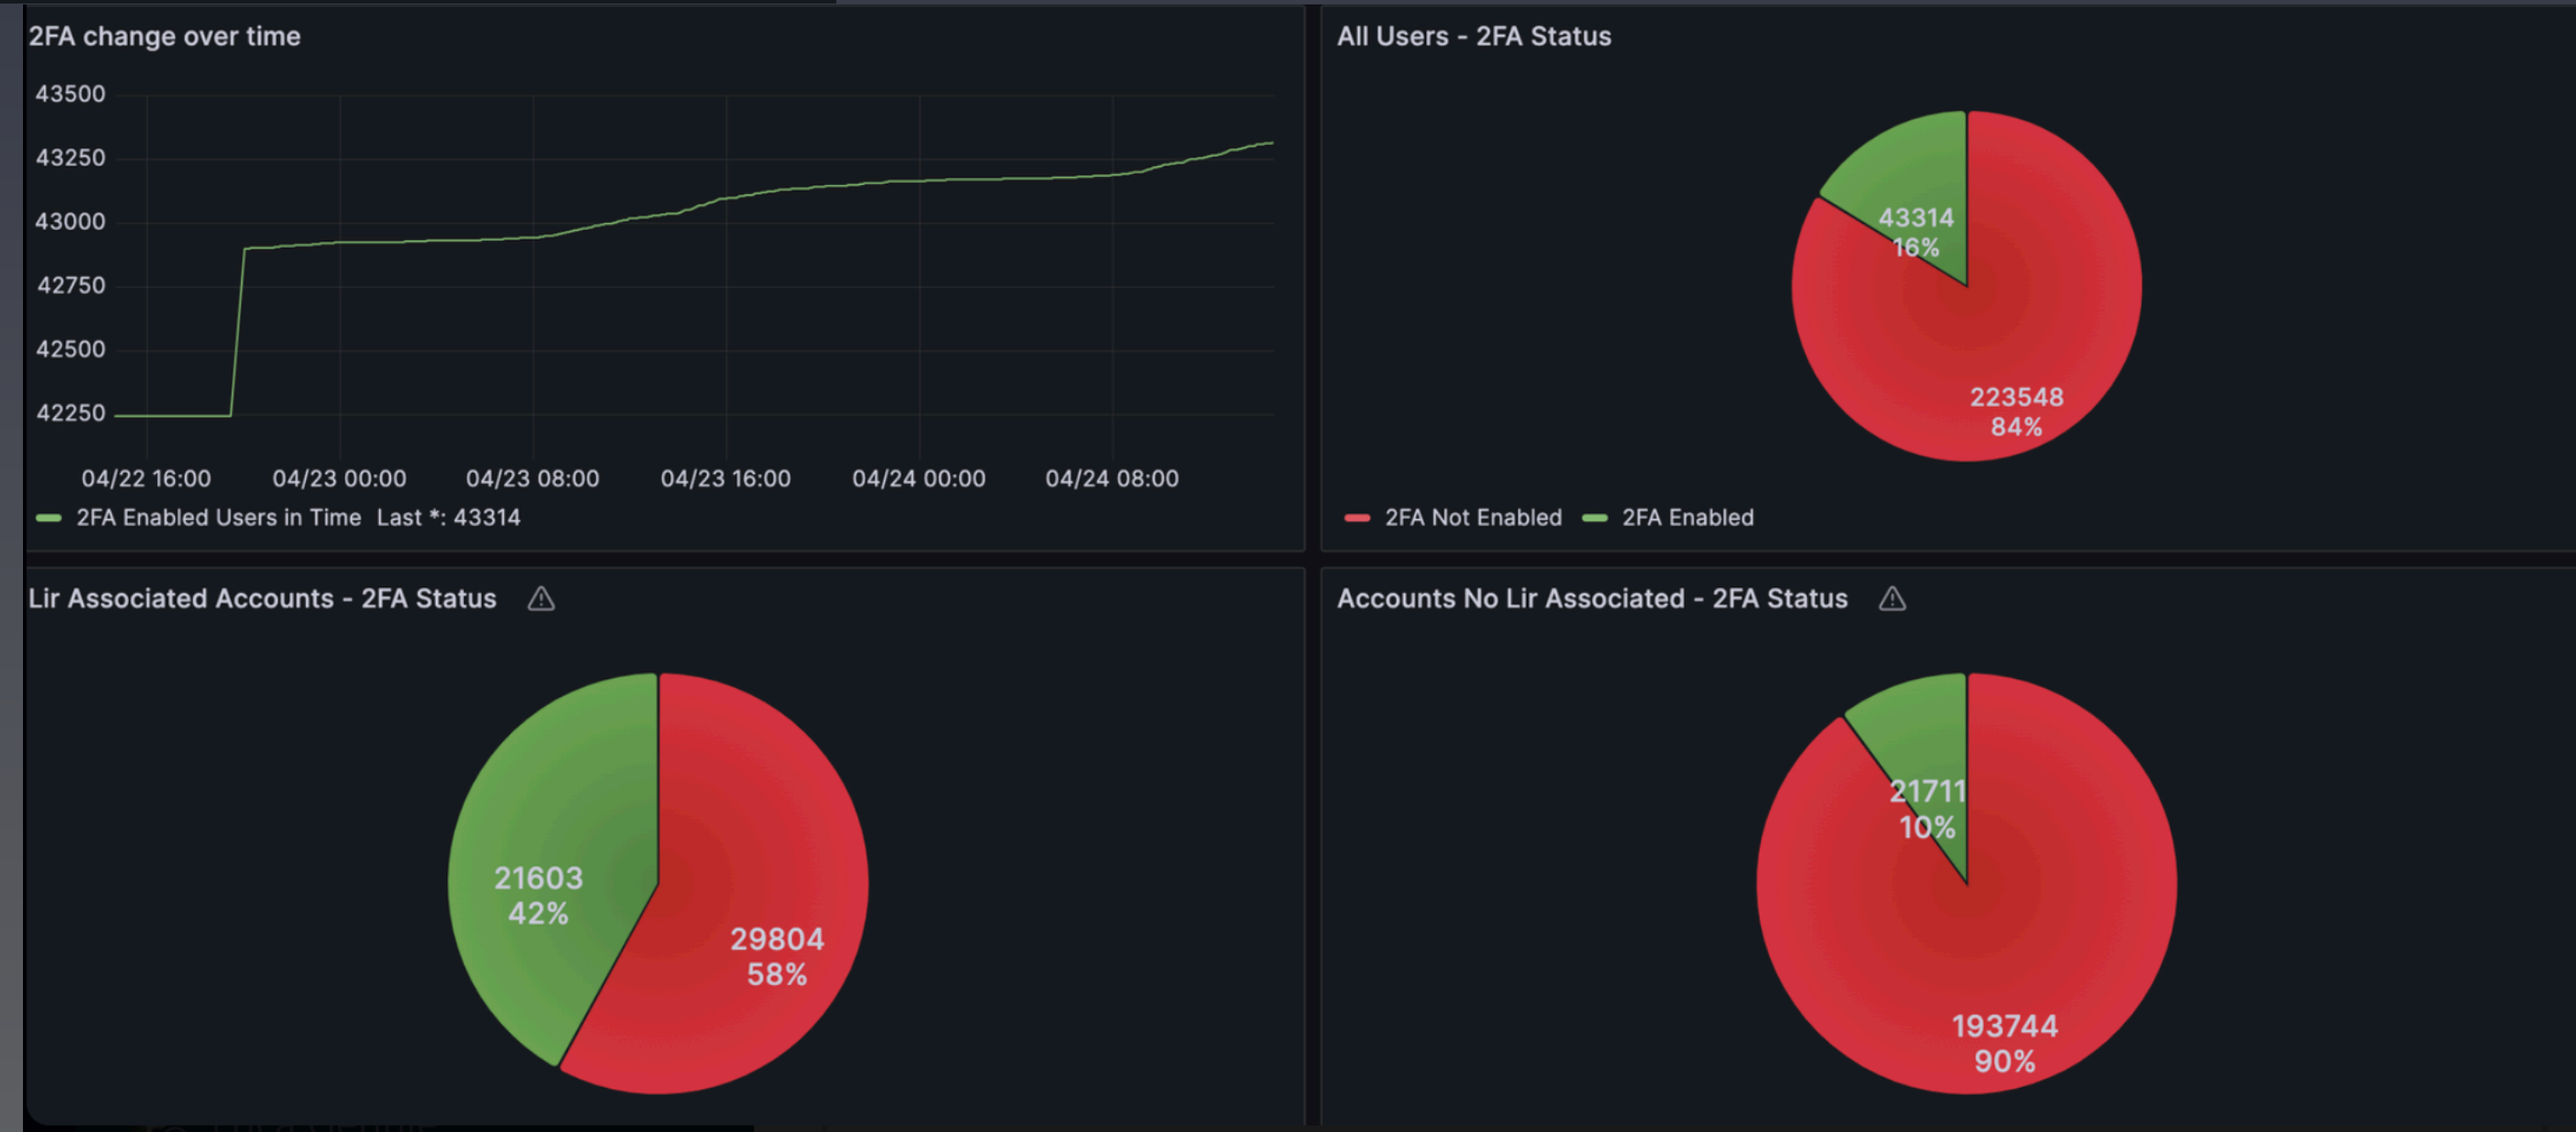 2FA change over time
43500
43250
43000
42750
42500
42250
04/22 16:00 04/23 00:00 04/23 08:00 04/23 16:00 04/24 00:00 04/24 08:00
2FA Enabled Users in Time Last *: 43314
All Users - 2FA Status
43314
16%
223548
84%
2FA Not Enabled 2FA Enabled
Lir Associated Accounts - 2FA Status
21603
42%
29804
58%
Accounts No Lir Associated - 2FA Status
21711
10%
193744
90%